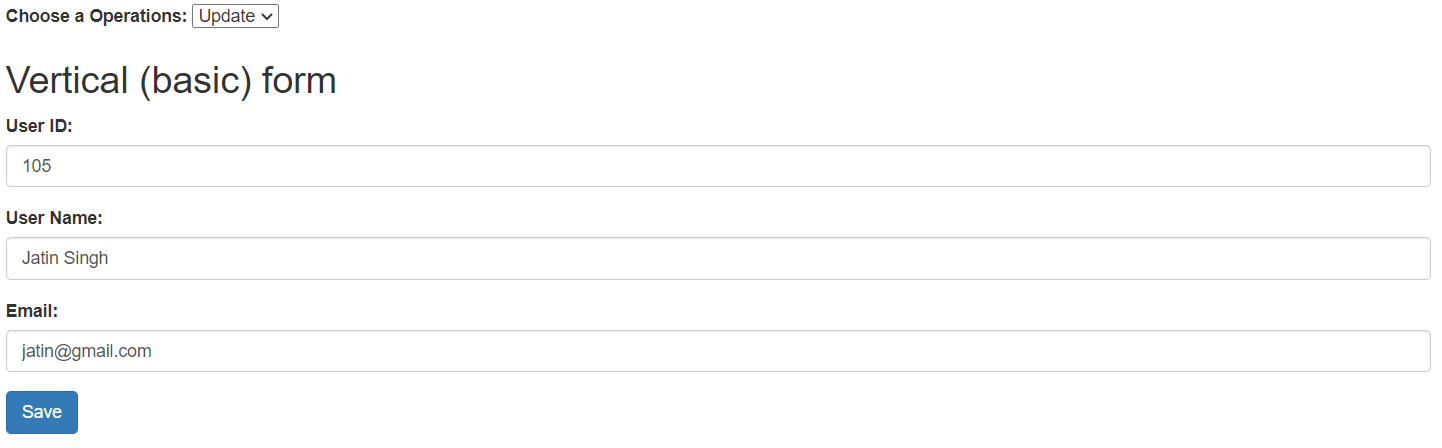 Choose a Operations: Update
Vertical (basic) form
User ID:
105
User Name:
Jatin Singh
Email:
jatin@gmail.com
Save